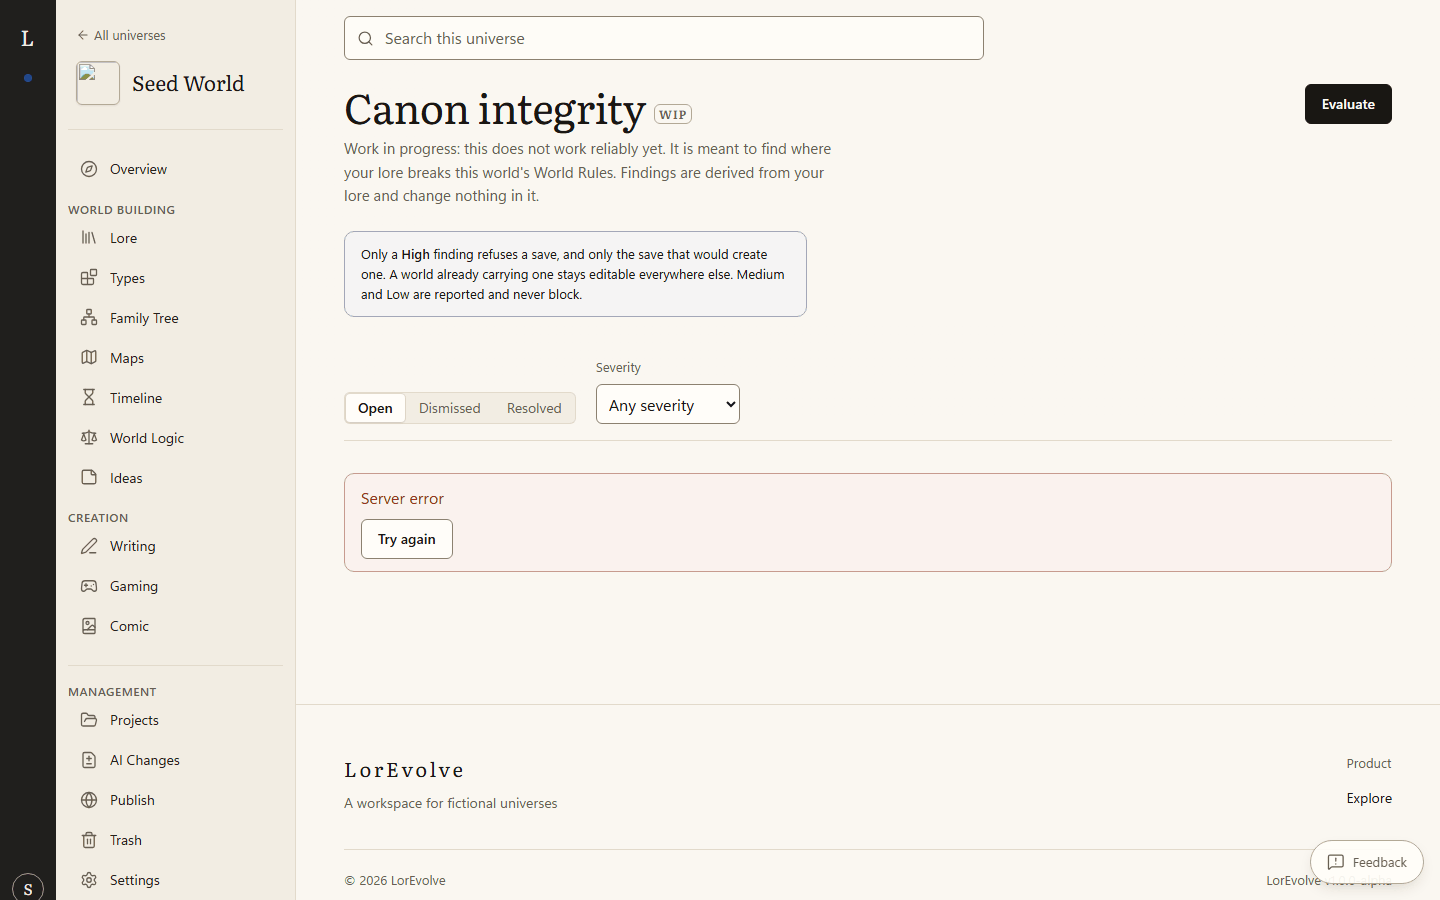 L
← All universes
Seed World
Overview
WORLD BUILDING
Lore
Types
Family Tree
Maps
Timeline
World Logic
Ideas
CREATION
Writing
Gaming
Comic
MANAGEMENT
Projects
AI Changes
Publish
Trash
Settings
S
Search this universe
Canon integrity WIP
Evaluate
Work in progress: this does not work reliably yet. It is meant to find where
your lore breaks this world's World Rules. Findings are derived from your
lore and change nothing in it.
Only a High finding refuses a save, and only the save that would create
one. A world already carrying one stays editable everywhere else. Medium
and Low are reported and never block.
Severity
Open Dismissed Resolved Any severity
Server error
Try again
LorEvolve
A workspace for fictional universes
Product
Explore
Feedback
© 2026 LorEvolve
LorEvolve